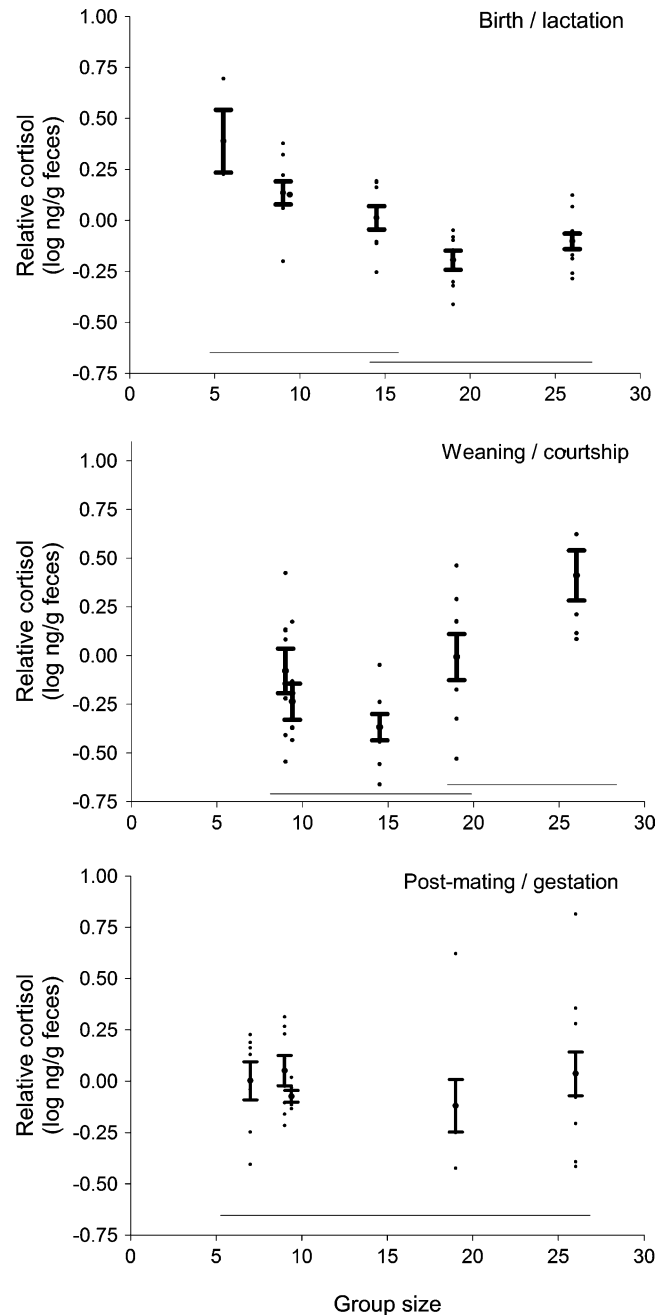 Birth / lactation
1.00
0.75
0.50
0.25
0.00
-0.25
-0.50
-0.75
Relative cortisol
(log ng/g feces)
0 5 10 15 20 25 30
Weaning / courtship
1.00
0.75
0.50
0.25
0.00
-0.25
-0.50
-0.75
Relative cortisol
(log ng/g feces)
0 5 10 15 20 25 30
Post-mating / gestation
1.00
0.75
0.50
0.25
0.00
-0.25
-0.50
-0.75
Relative cortisol
(log ng/g feces)
0 5 10 15 20 25 30
Group size